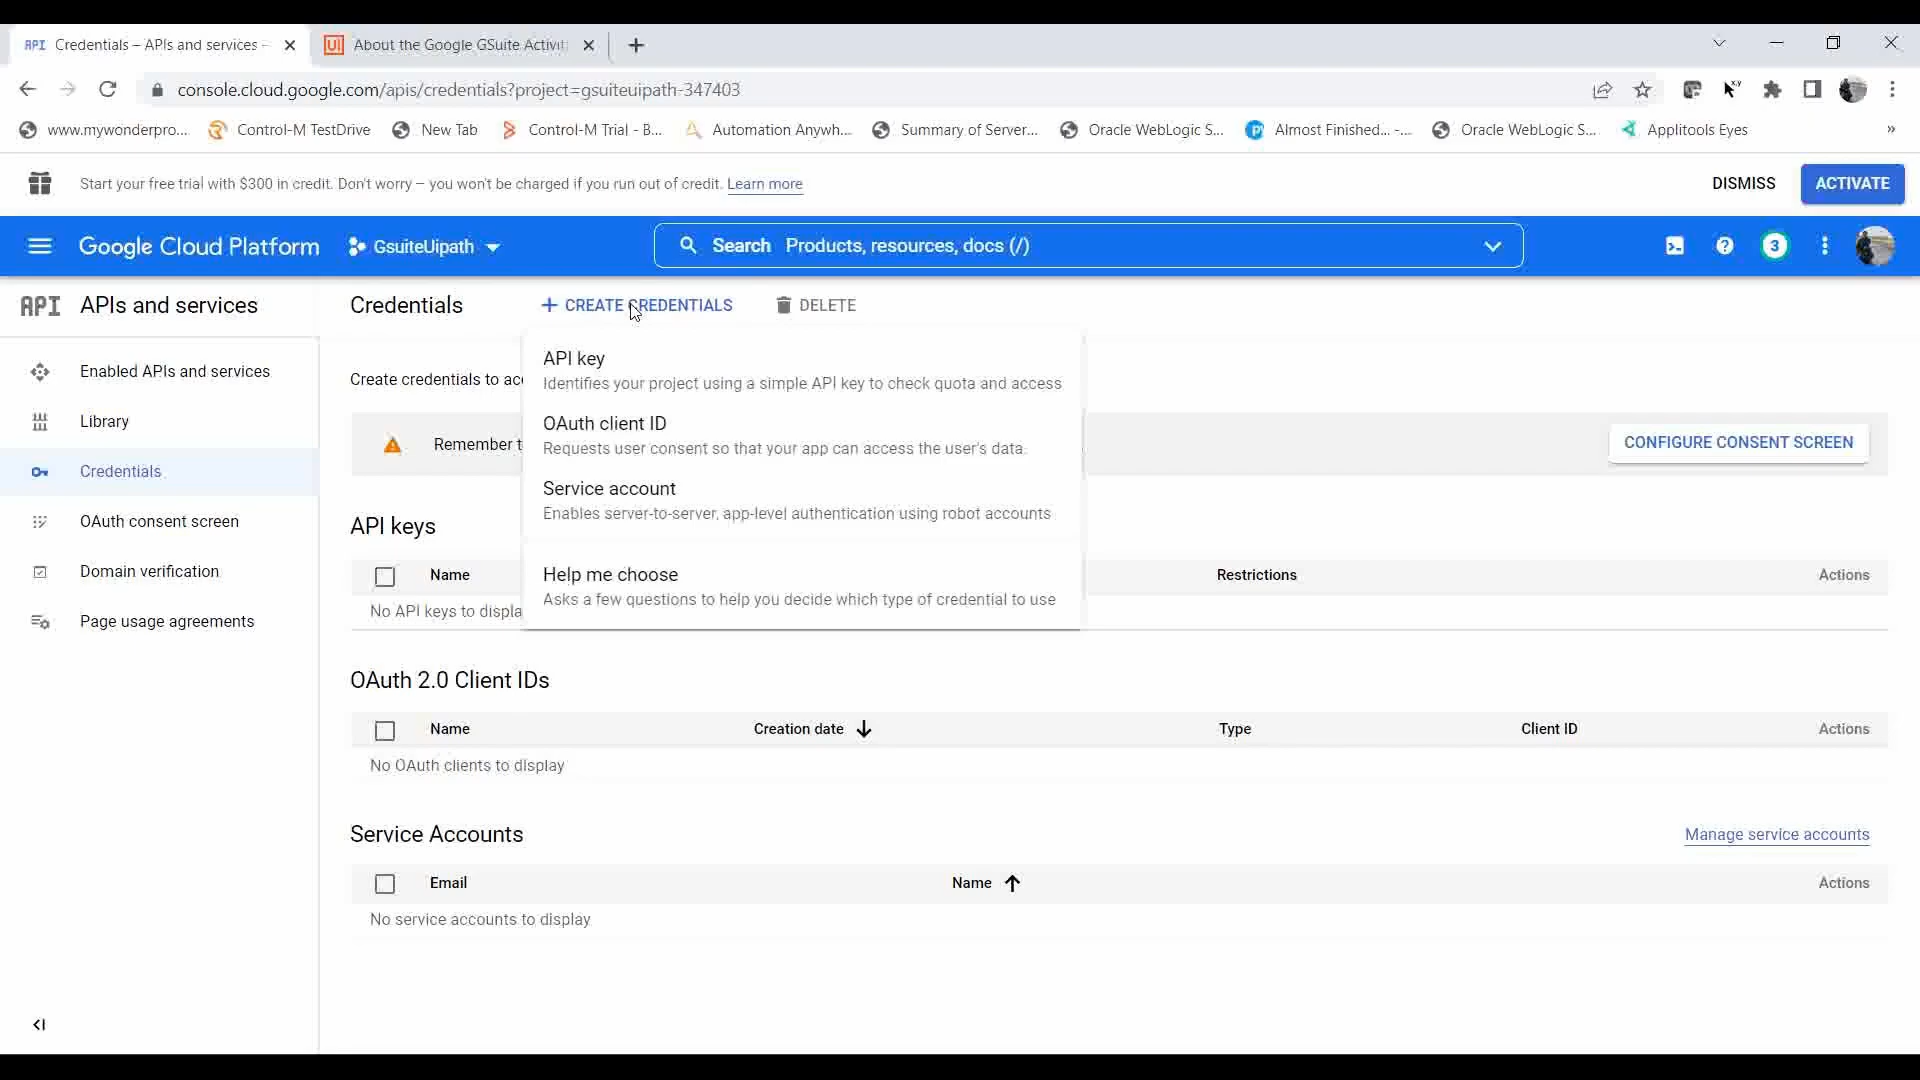 API Credentials – APIs and services –
UI About the Google GSuite Activit
console.cloud.google.com/apis/credentials?project=gsuiteuipath-347403
www.mywonderpro... Control-M TestDrive New Tab Control-M Trial - B... Automation Anywh... Summary of Server... Oracle WebLogic S... Almost Finished... -... Oracle WebLogic S... Applitools Eyes »
Start your free trial with $300 in credit. Don't worry – you won't be charged if you run out of credit. Learn more DISMISS ACTIVATE
Google Cloud Platform GsuiteUipath Search Products, resources, docs (/) 3
API APIs and services Credentials + CREATE CREDENTIALS DELETE
Enabled APIs and services
Library
Credentials
OAuth consent screen
Domain verification
Page usage agreements
Create credentials to acc
Remember t
CONFIGURE CONSENT SCREEN
API key
Identifies your project using a simple API key to check quota and access
OAuth client ID
Requests user consent so that your app can access the user's data.
Service account
Enables server-to-server, app-level authentication using robot accounts
Help me choose
Asks a few questions to help you decide which type of credential to use
API keys
Name Restrictions Actions
No API keys to displa
OAuth 2.0 Client IDs
Name Creation date Type Client ID Actions
No OAuth clients to display
Service Accounts Manage service accounts
Email Name Actions
No service accounts to display